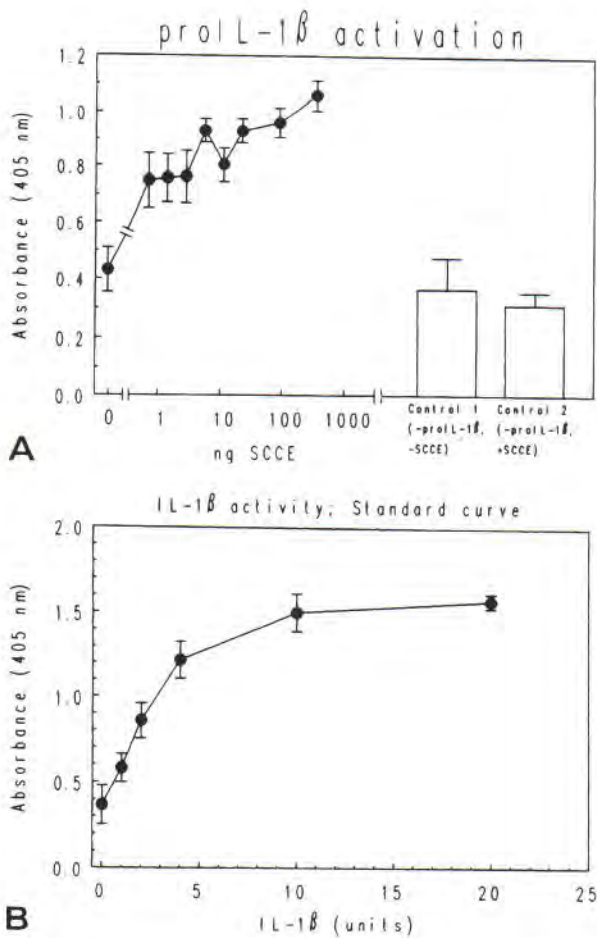 proIL-1β activation
Absorbance (405 nm)
1.2
1.0
0.8
0.6
0.4
0.2
0.0
0 1 10 100 1000
ng SCCE
Control 1 Control 2
(-proIL-1β, (-proIL-1β,
-SCCE) +SCCE)
A
IL-1β activity; Standard curve
Absorbance (405 nm)
2.0
1.5
1.0
0.5
0.0
0 5 10 15 20 25
IL-1β (units)
B